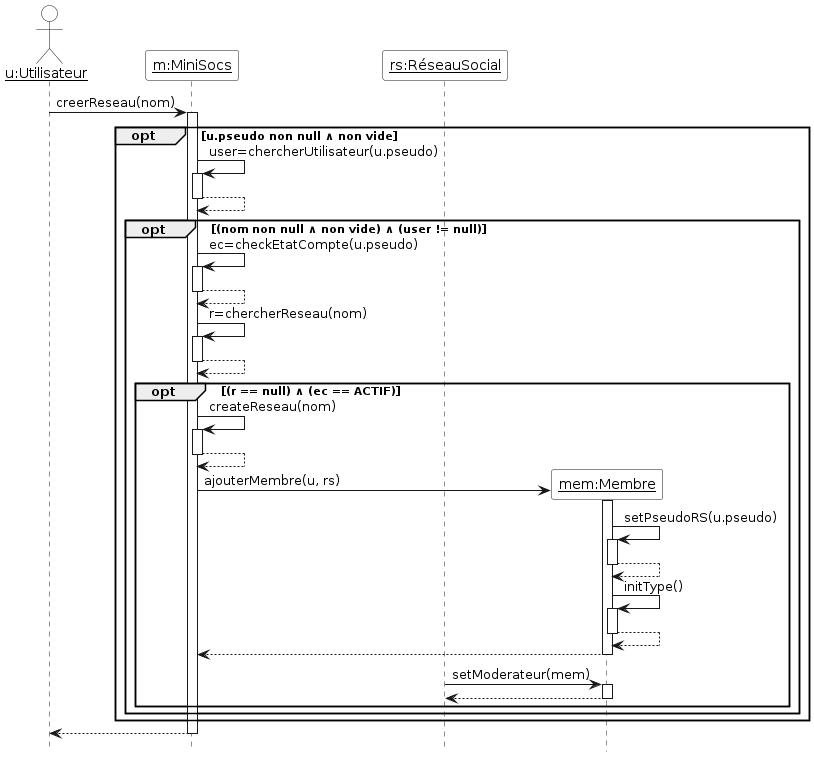 u:Utilisateur
m:MiniSocs
rs:RéseauSocial
creerReseau(nom)
opt [u.pseudo non null ∧ non vide]
user=chercherUtilisateur(u.pseudo)
opt [(nom non null ∧ non vide) ∧ (user != null)]
ec=checkEtatCompte(u.pseudo)
r=chercherReseau(nom)
opt [(r == null) ∧ (ec == ACTIF)]
createReseau(nom)
ajouterMembre(u, rs)
mem:Membre
setPseudoRS(u.pseudo)
initType()
setModerateur(mem)